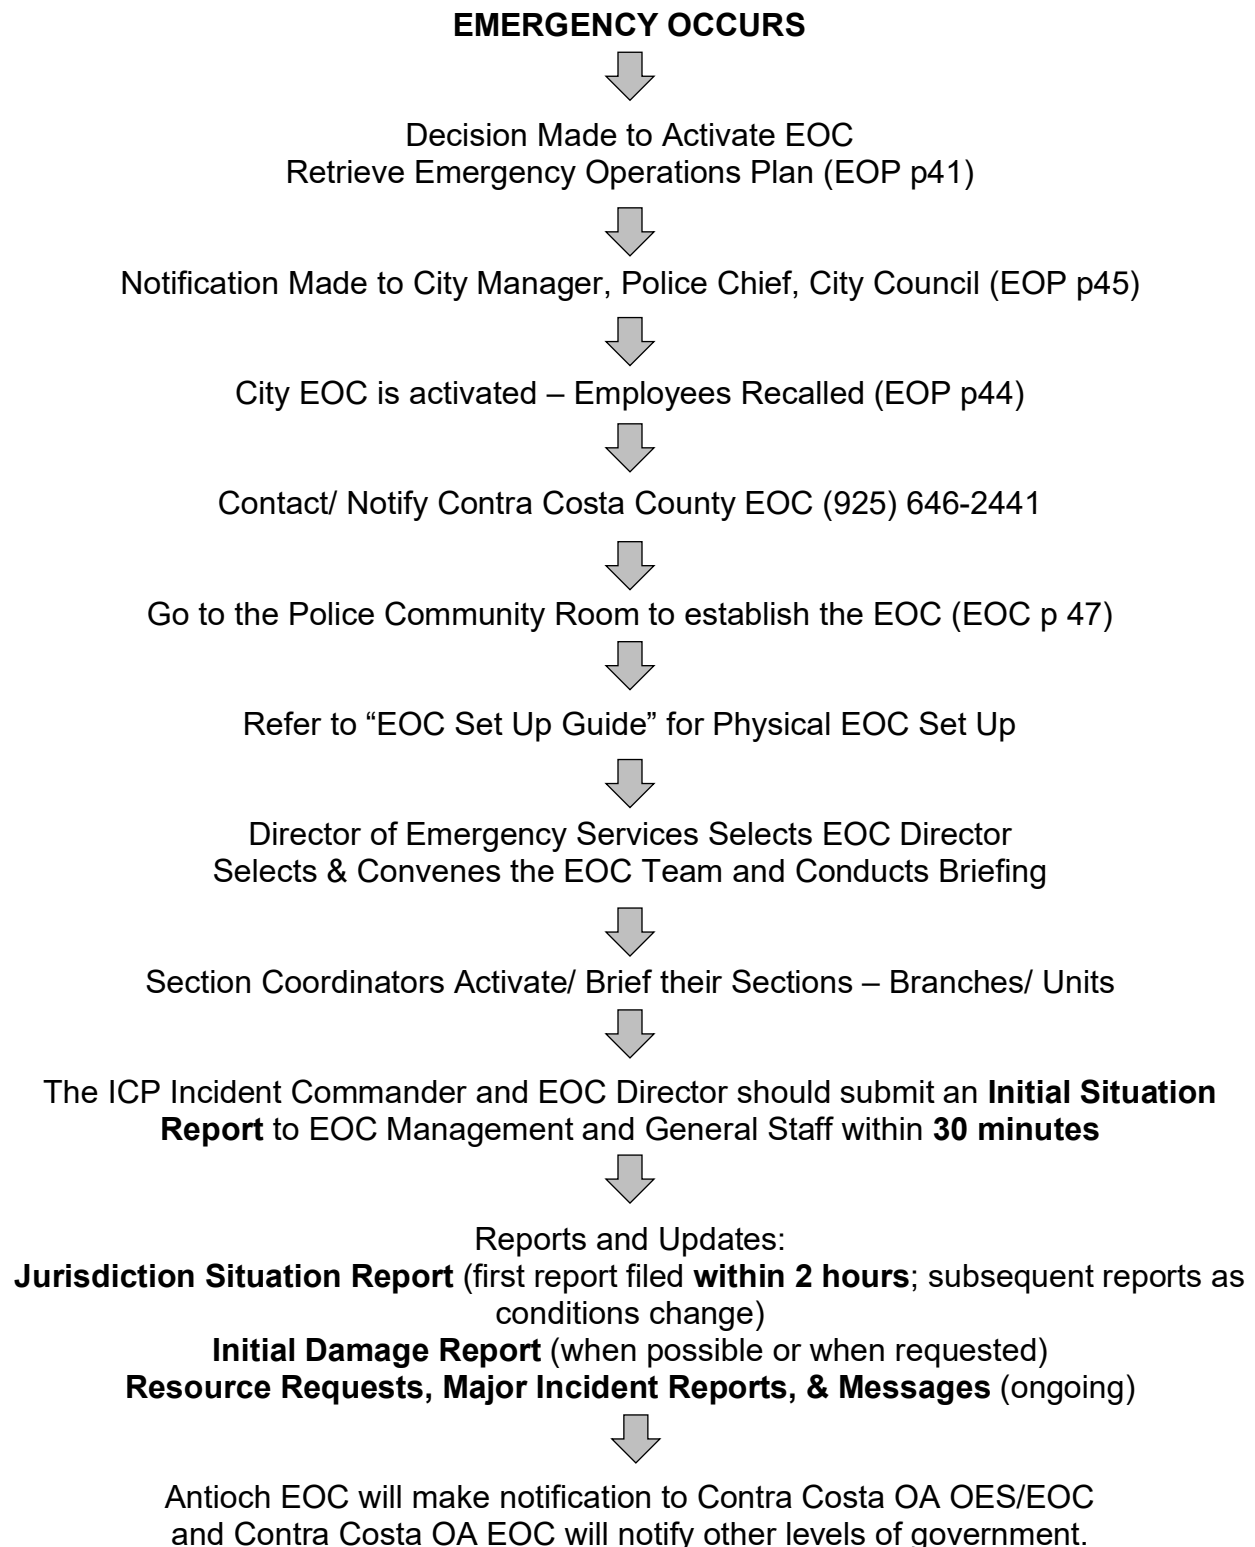 EMERGENCY OCCURS
Decision Made to Activate EOC
Retrieve Emergency Operations Plan (EOP p41)
Notification Made to City Manager, Police Chief, City Council (EOP p45)
City EOC is activated – Employees Recalled (EOP p44)
Contact/ Notify Contra Costa County EOC (925) 646-2441
Go to the Police Community Room to establish the EOC (EOC p 47)
Refer to “EOC Set Up Guide” for Physical EOC Set Up
Director of Emergency Services Selects EOC Director
Selects & Convenes the EOC Team and Conducts Briefing
Section Coordinators Activate/ Brief their Sections – Branches/ Units
The ICP Incident Commander and EOC Director should submit an Initial Situation
Report to EOC Management and General Staff within 30 minutes
Reports and Updates:
Jurisdiction Situation Report (first report filed within 2 hours; subsequent reports as
conditions change)
Initial Damage Report (when possible or when requested)
Resource Requests, Major Incident Reports, & Messages (ongoing)
Antioch EOC will make notification to Contra Costa OA OES/EOC
and Contra Costa OA EOC will notify other levels of government.